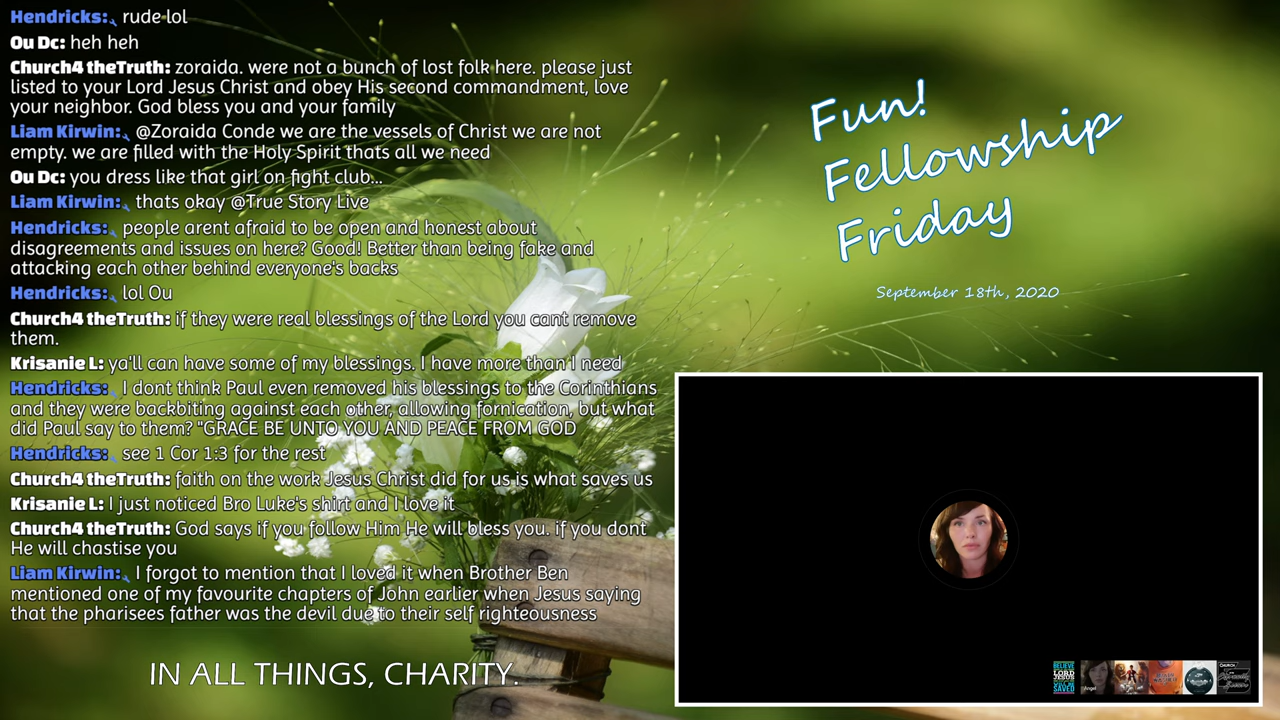 Hendricks: rude lol
Ou Dc: heh heh
Church4 theTruth: zoraida. were not a bunch of lost folk here. please just
listed to your Lord Jesus Christ and obey His second commandment, love
your neighbor. God bless you and your family
Liam Kirwin: @Zoraida Conde we are the vessels of Christ we are not
empty. we are filled with the Holy Spirit thats all we need
Ou Dc: you dress like that girl on fight club...
Liam Kirwin: thats okay @True Story Live
Hendricks: people arent afraid to be open and honest about
disagreements and issues on here? Good! Better than being fake and
attacking each other behind everyone's backs
Hendricks: lol Ou
Church4 theTruth: if they were real blessings of the Lord you cant remove
them.
Krisanie L: ya'll can have some of my blessings. I have more than I need
Hendricks: I dont think Paul even removed his blessings to the Corinthians
and they were backbiting against each other, allowing fornication, but what
did Paul say to them? "GRACE BE UNTO YOU AND PEACE FROM GOD
Hendricks: see 1 Cor 1:3 for the rest
Church4 theTruth: faith on the work Jesus Christ did for us is what saves us
Krisanie L: I just noticed Bro Luke's shirt and I love it
Church4 theTruth: God says if you follow Him He will bless you. if you dont
He will chastise you
Liam Kirwin: I forgot to mention that I loved it when Brother Ben
mentioned one of my favourite chapters of John earlier when Jesus saying
that the pharisees father was the devil due to their self righteousness
IN ALL THINGS, CHARITY.
Fun!
Fellowship
Friday
September 18th, 2020
BELIEVE
LORD
JESUS
SAVED
Angel
CHURCH